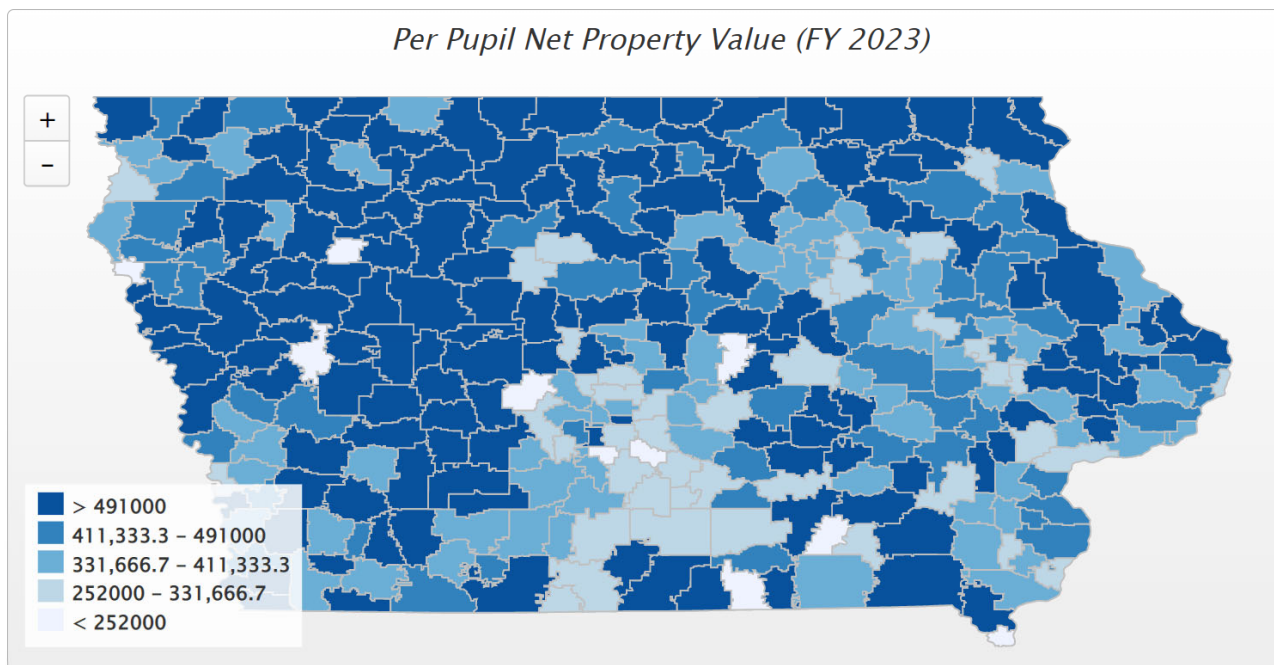 Per Pupil Net Property Value (FY 2023)
+
-
> 491000
411,333.3 - 491000
331,666.7 - 411,333.3
252000 - 331,666.7
< 252000